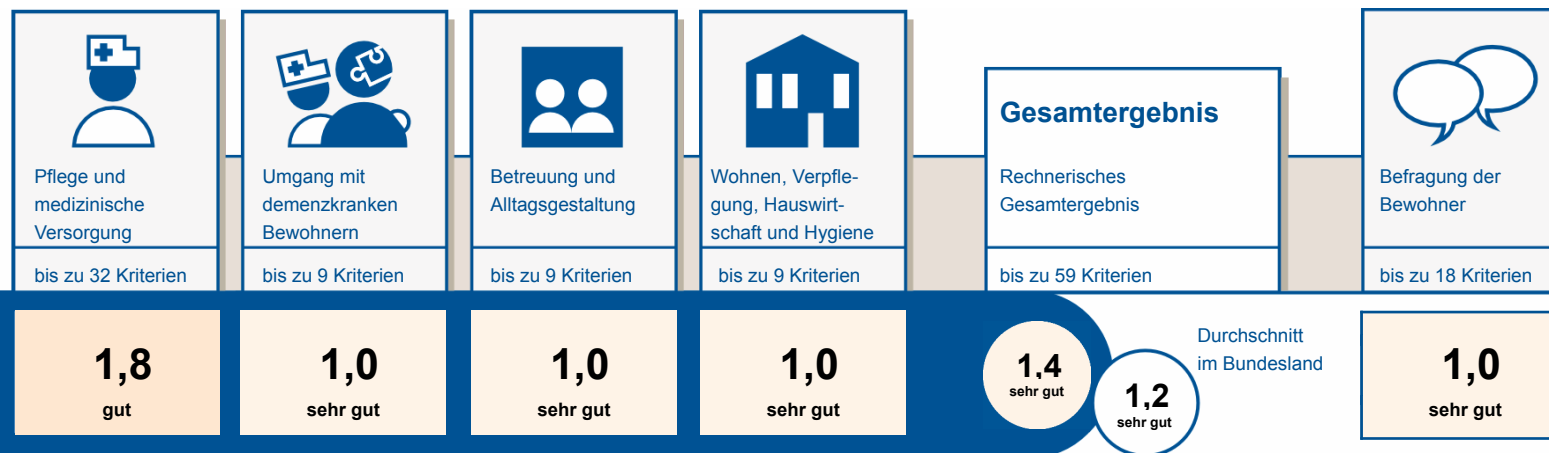 Pflege und
medizinische
Versorgung
bis zu 32 Kriterien
1,8
gut
Umgang mit
demenzkranken
Bewohnern
bis zu 9 Kriterien
1,0
sehr gut
Betreuung und
Alltagsgestaltung
bis zu 9 Kriterien
1,0
sehr gut
Wohnen, Verpfle-
gung, Hauswirt-
schaft und Hygiene
bis zu 9 Kriterien
1,0
sehr gut
Gesamtergebnis
Rechnerisches
Gesamtergebnis
bis zu 59 Kriterien
1,4
sehr gut
Durchschnitt
im Bundesland
1,2
sehr gut
Befragung der
Bewohner
bis zu 18 Kriterien
1,0
sehr gut